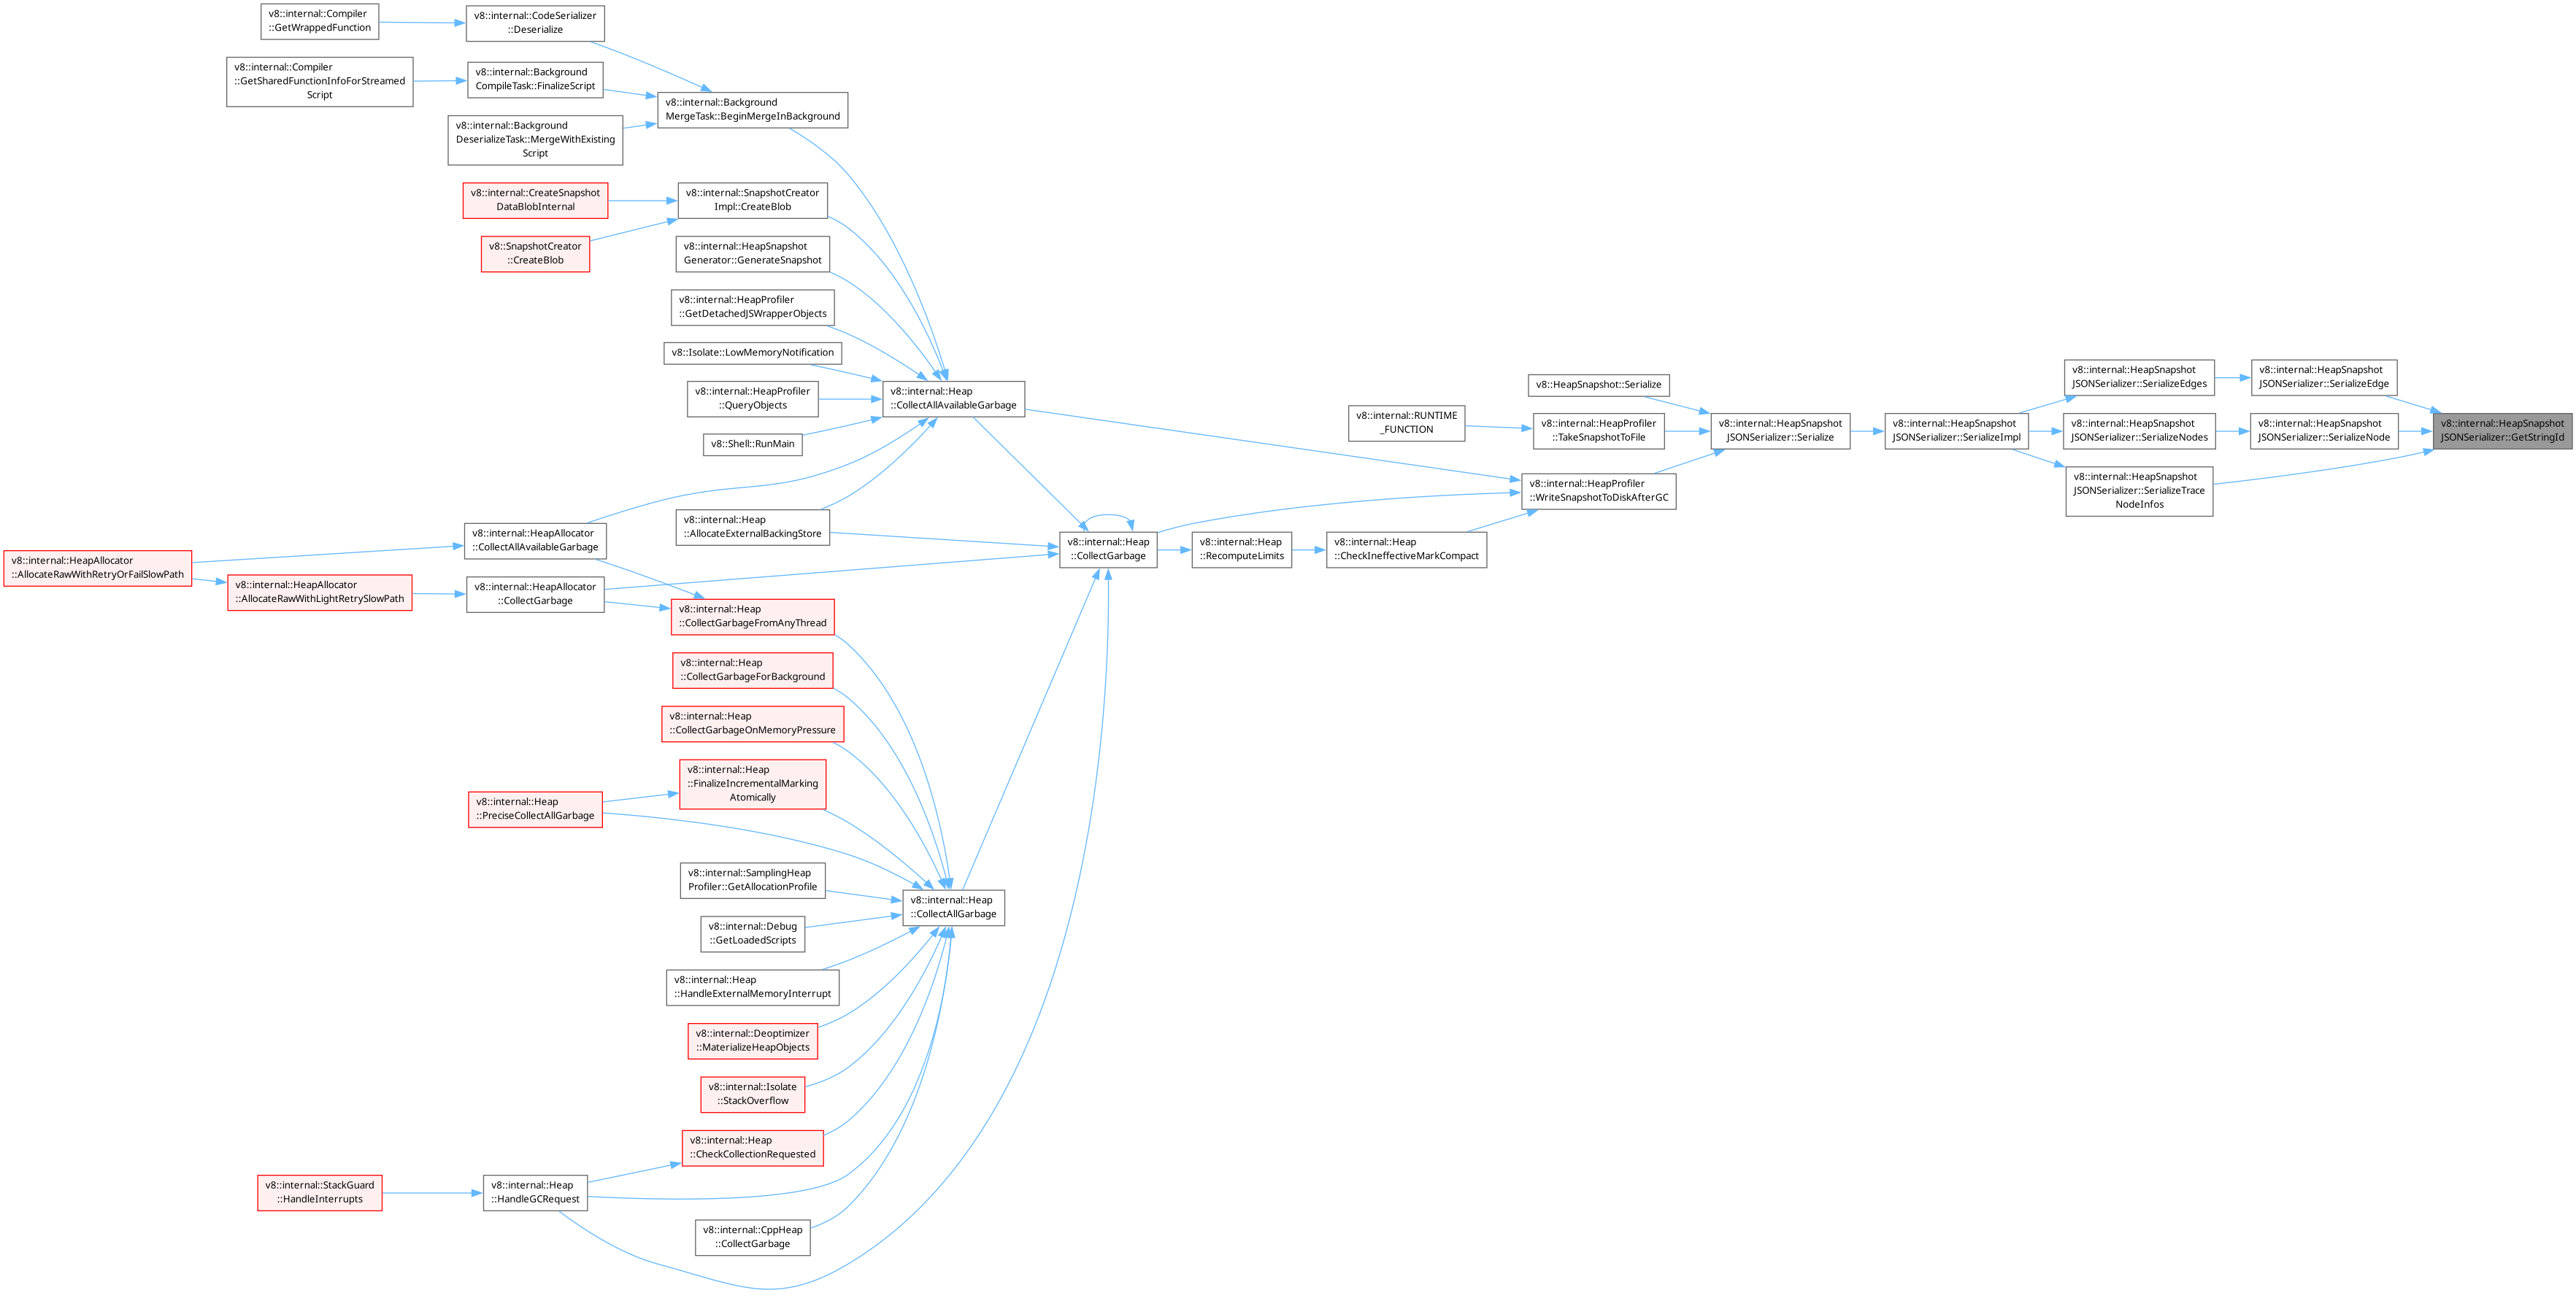 v8::internal::Compiler
::GetWrappedFunction
v8::internal::CodeSerializer
::Deserialize
v8::internal::Compiler
::GetSharedFunctionInfoForStreamed
Script
v8::internal::Background
CompileTask::FinalizeScript
v8::internal::Background
MergeTask::BeginMergeInBackground
v8::internal::Background
DeserializeTask::MergeWithExisting
Script
v8::internal::CreateSnapshot
DataBlobInternal
v8::internal::SnapshotCreator
Impl::CreateBlob
v8::SnapshotCreator
::CreateBlob
v8::internal::HeapSnapshot
Generator::GenerateSnapshot
v8::internal::HeapProfiler
::GetDetachedJSWrapperObjects
v8::Isolate::LowMemoryNotification
v8::internal::HeapProfiler
::QueryObjects
v8::Shell::RunMain
v8::internal::Heap
::CollectAllAvailableGarbage
v8::HeapSnapshot::Serialize
v8::internal::RUNTIME
_FUNCTION
v8::internal::HeapProfiler
::TakeSnapshotToFile
v8::internal::HeapSnapshot
JSONSerializer::Serialize
v8::internal::HeapSnapshot
JSONSerializer::SerializeImpl
v8::internal::HeapSnapshot
JSONSerializer::SerializeEdges
v8::internal::HeapSnapshot
JSONSerializer::SerializeEdge
v8::internal::HeapSnapshot
JSONSerializer::SerializeNodes
v8::internal::HeapSnapshot
JSONSerializer::SerializeNode
v8::internal::HeapSnapshot
JSONSerializer::GetStringId
v8::internal::HeapSnapshot
JSONSerializer::SerializeTrace
NodeInfos
v8::internal::HeapProfiler
::WriteSnapshotToDiskAfterGC
v8::internal::Heap
::AllocateExternalBackingStore
v8::internal::Heap
::CollectGarbage
v8::internal::Heap
::RecomputeLimits
v8::internal::Heap
::CheckIneffectiveMarkCompact
v8::internal::HeapAllocator
::CollectAllAvailableGarbage
v8::internal::HeapAllocator
::AllocateRawWithRetryOrFailSlowPath
v8::internal::HeapAllocator
::AllocateRawWithLightRetrySlowPath
v8::internal::HeapAllocator
::CollectGarbage
v8::internal::Heap
::CollectGarbageFromAnyThread
v8::internal::Heap
::CollectGarbageForBackground
v8::internal::Heap
::CollectGarbageOnMemoryPressure
v8::internal::Heap
::FinalizeIncrementalMarking
Atomically
v8::internal::Heap
::PreciseCollectAllGarbage
v8::internal::SamplingHeap
Profiler::GetAllocationProfile
v8::internal::Heap
::CollectAllGarbage
v8::internal::Debug
::GetLoadedScripts
v8::internal::Heap
::HandleExternalMemoryInterrupt
v8::internal::Deoptimizer
::MaterializeHeapObjects
v8::internal::Isolate
::StackOverflow
v8::internal::Heap
::CheckCollectionRequested
v8::internal::StackGuard
::HandleInterrupts
v8::internal::Heap
::HandleGCRequest
v8::internal::CppHeap
::CollectGarbage